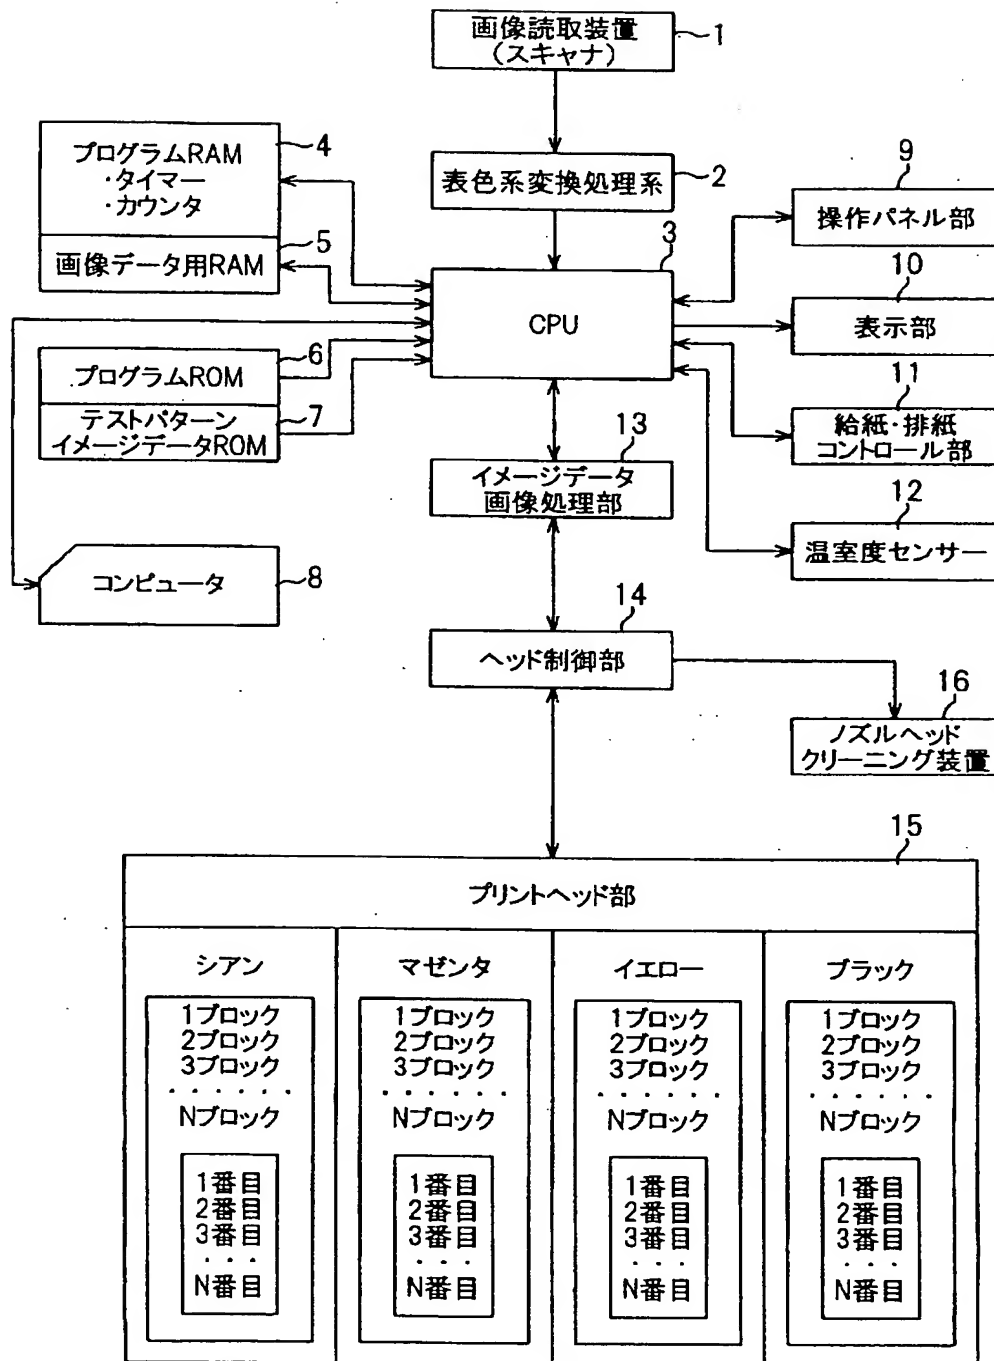 画像読取装置
(スキャナ)
1
表色系変換処理系
2
プログラムRAM
・タイマー
・カウンタ
4
画像データ用RAM
5
CPU
3
操作パネル部
9
表示部
10
プログラムROM
6
テストパターン
イメージデータROM
7
給紙・排紙
コントロール部
11
イメージデータ
画像処理部
13
温室度センサー
12
コンピュータ
8
ヘッド制御部
14
ノズルヘッド
クリーニング装置
16
15
プリントヘッド部
シアン
1ブロック
2ブロック
3ブロック
・・・・・・
Nブロック
1番目
2番目
3番目
・・・
N番目
マゼンタ
1ブロック
2ブロック
3ブロック
・・・・・・
Nブロック
1番目
2番目
3番目
・・・
N番目
イエロー
1ブロック
2ブロック
3ブロック
・・・・・・
Nブロック
1番目
2番目
3番目
・・・
N番目
ブラック
1ブロック
2ブロック
3ブロック
・・・・・・
Nブロック
1番目
2番目
3番目
・・・
N番目